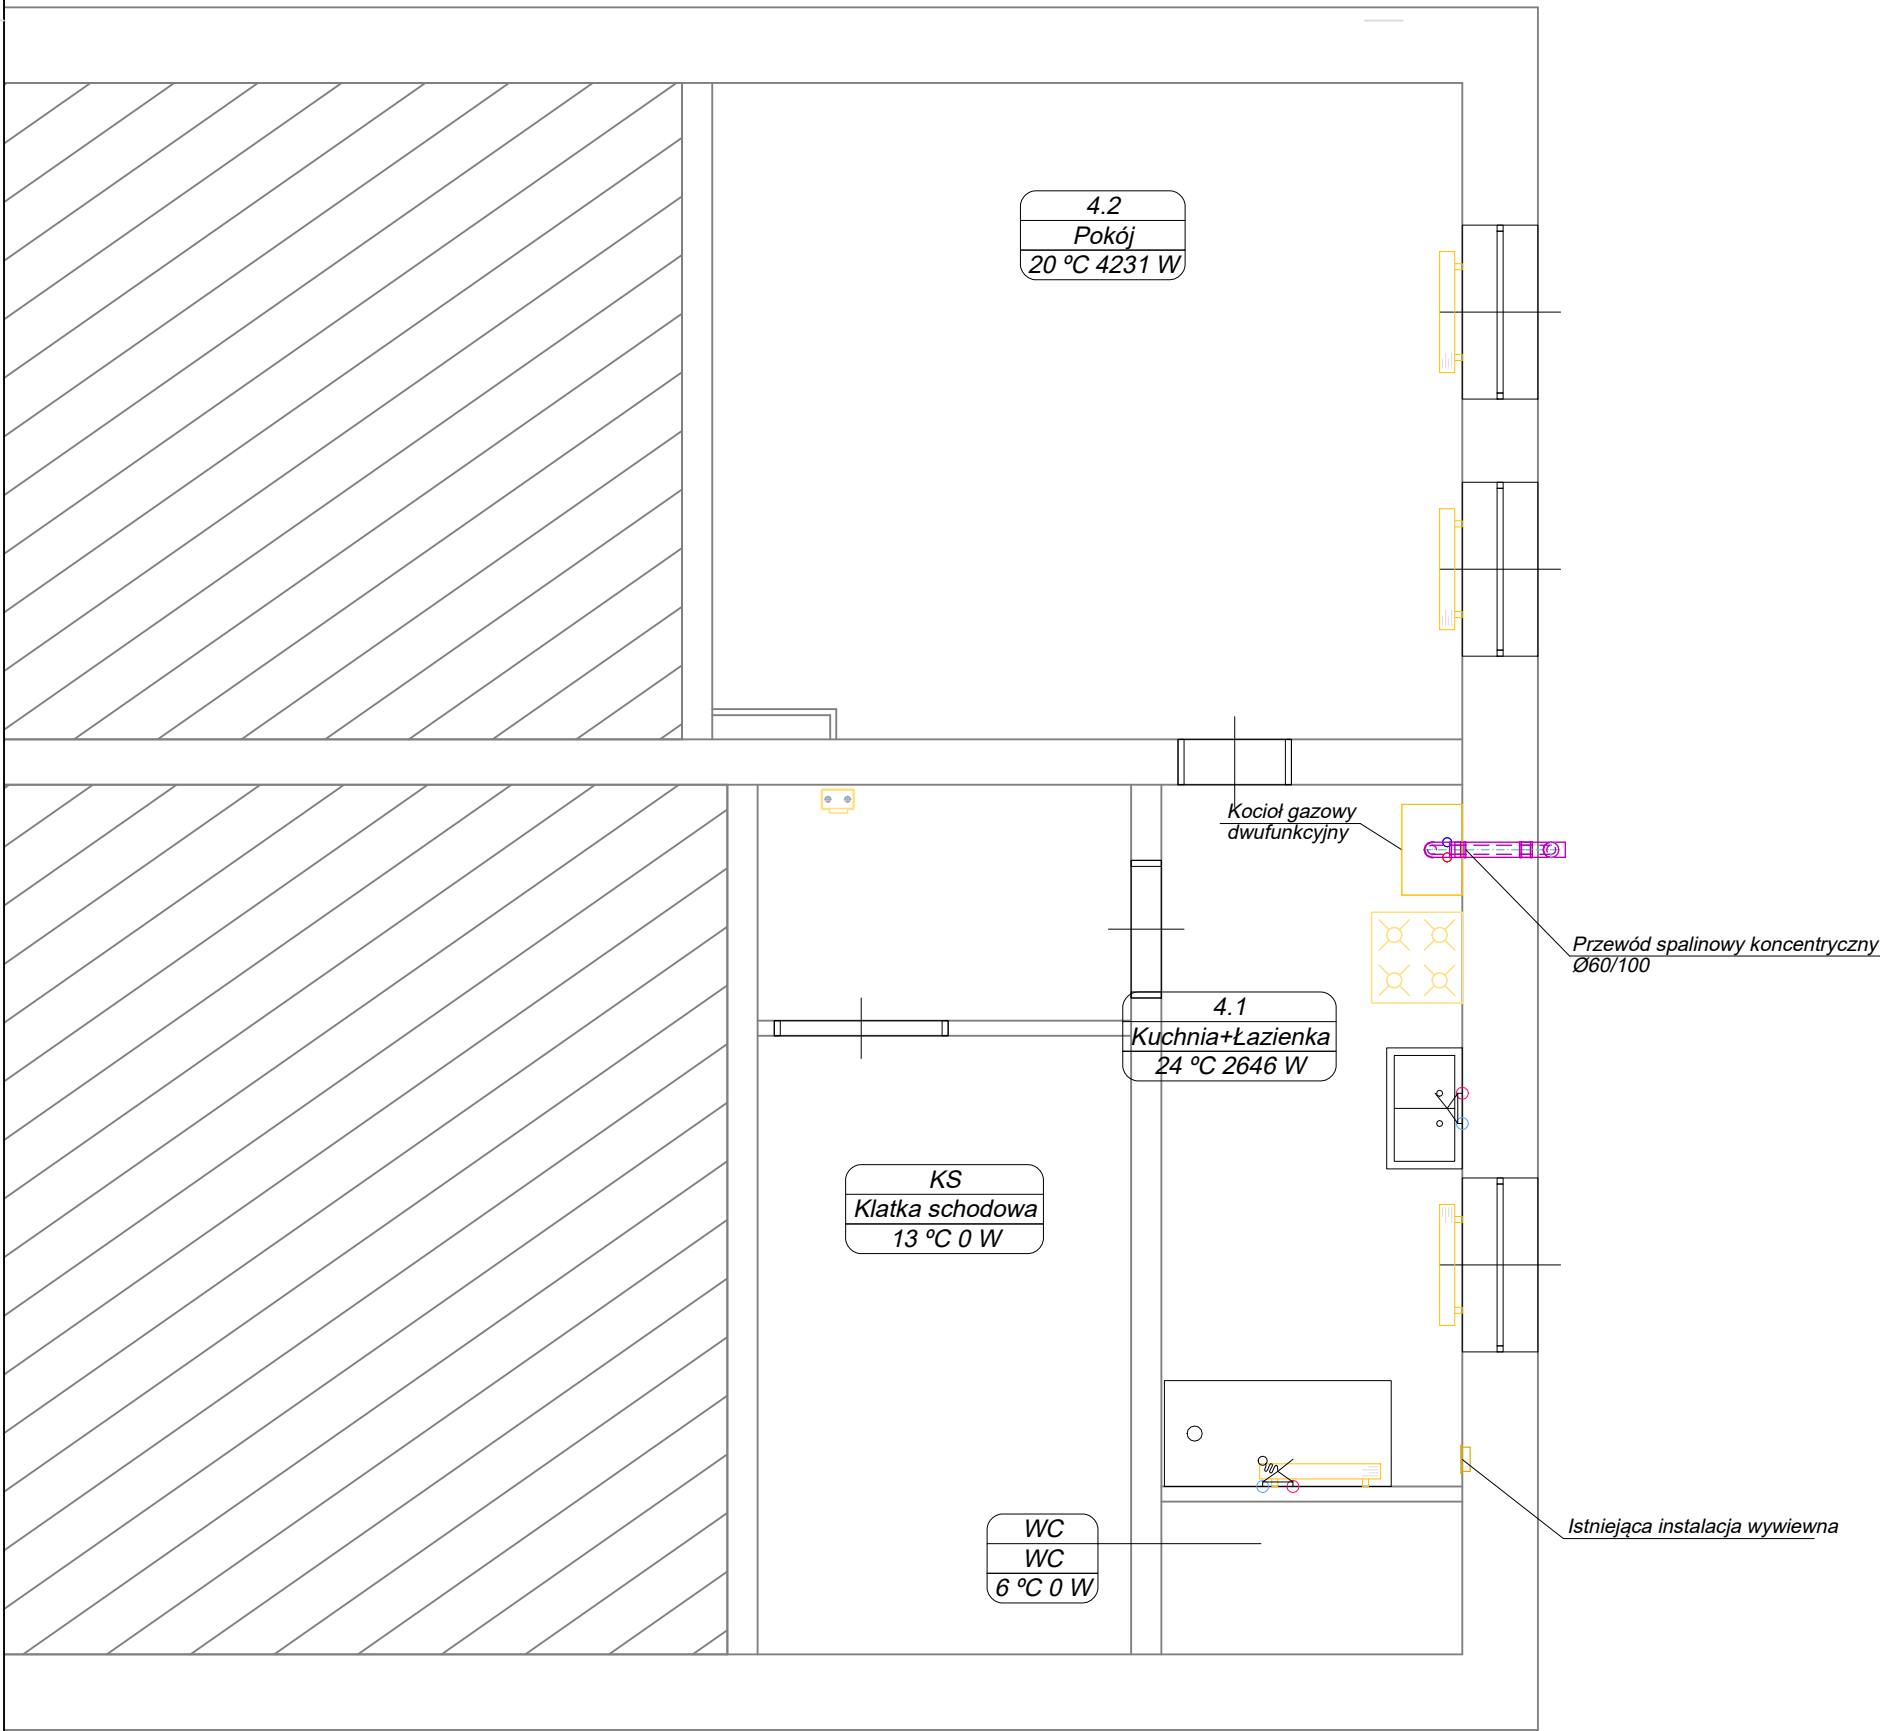 4.2
Pokój
20 ºC 4231 W
Kocioł gazowy
dwufunkcyjny
Przewód spalinowy koncentryczny
Ø60/100
4.1
Kuchnia+Łazienka
24 ºC 2646 W
KS
Klatka schodowa
13 ºC 0 W
WC
WC
6 ºC 0 W
Istniejąca instalacja wywiewna